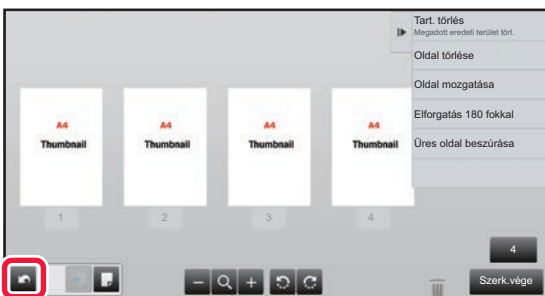 Tart. törlés
Megadott eredeti terület törl.
Oldal törlése
Oldal mozgatása
Elforgatás 180 fokkal
Üres oldal beszúrása
A4
Thumbnail
A4
Thumbnail
A4
Thumbnail
A4
Thumbnail
1
2
3
4
4
Szerk.vége